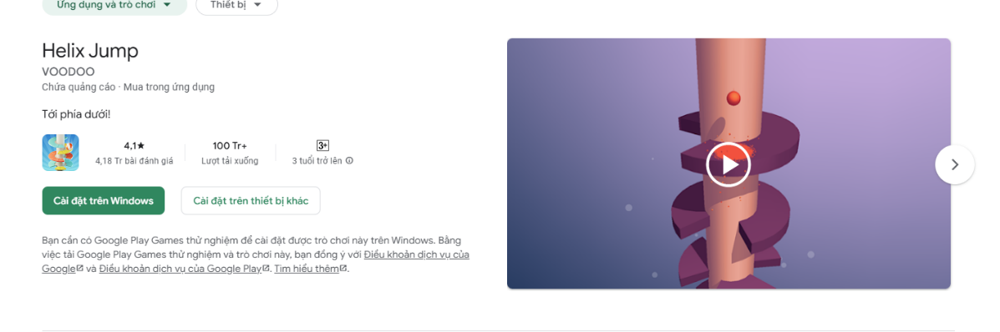 Ứng dụng và trò chơi
Thiết bị
Helix Jump
VOODOO
Chứa quảng cáo · Mua trong ứng dụng
Tới phía dưới!
4,1★
4,18 Tr bài đánh giá
100 Tr+
Lượt tải xuống
3+
3 tuổi trở lên
Cài đặt trên Windows
Cài đặt trên thiết bị khác
Bạn cần có Google Play Games thử nghiệm để cài đặt được trò chơi này trên Windows. Bằng
việc tải Google Play Games thử nghiệm và trò chơi này, bạn đồng ý với Điều khoản dịch vụ của
Google và Điều khoản dịch vụ của Google Play. Tìm hiểu thêm.